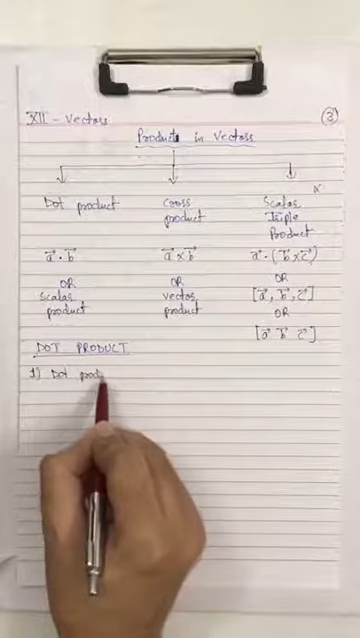 XII - Vectors
3
Products in Vectors
Dot product
cross product
Scalar Triple Product
x
a⃗ · b⃗
a⃗ × b⃗
a⃗ · (b⃗ × c⃗)
OR
OR
OR
scalar product
vector product
[a⃗, b⃗, c⃗]
OR
[a⃗ b⃗ c⃗]
DOT PRODUCT
1) Dot prod